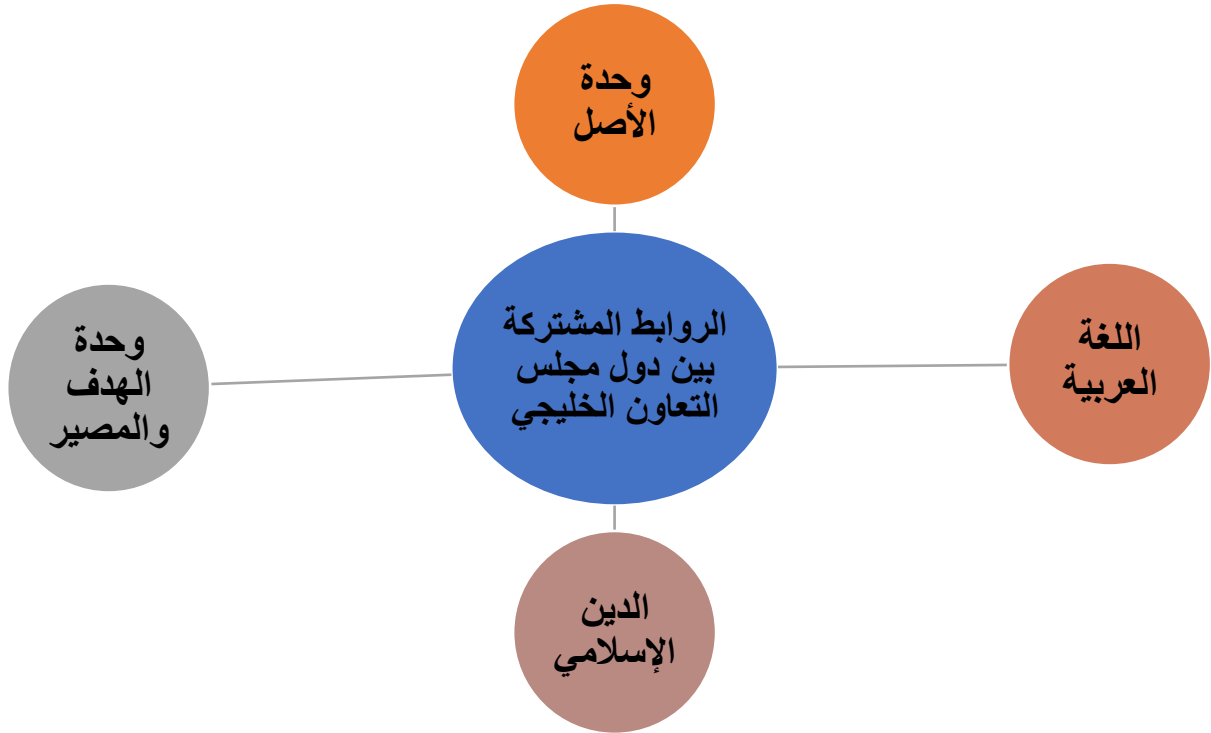 وحدة
الأصل
الروابط المشتركة
بين دول مجلس
التعاون الخليجي
اللغة
العربية
وحدة
الهدف
والمصير
الدين
الإسلامي